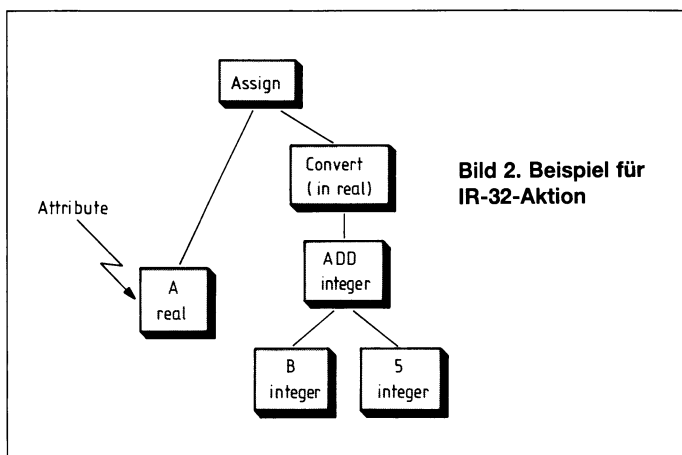 Assign
Convert
( in real)
Bild 2. Beispiel für
IR-32-Aktion
Attribute
ADD
integer
A
real
B
integer
5
integer